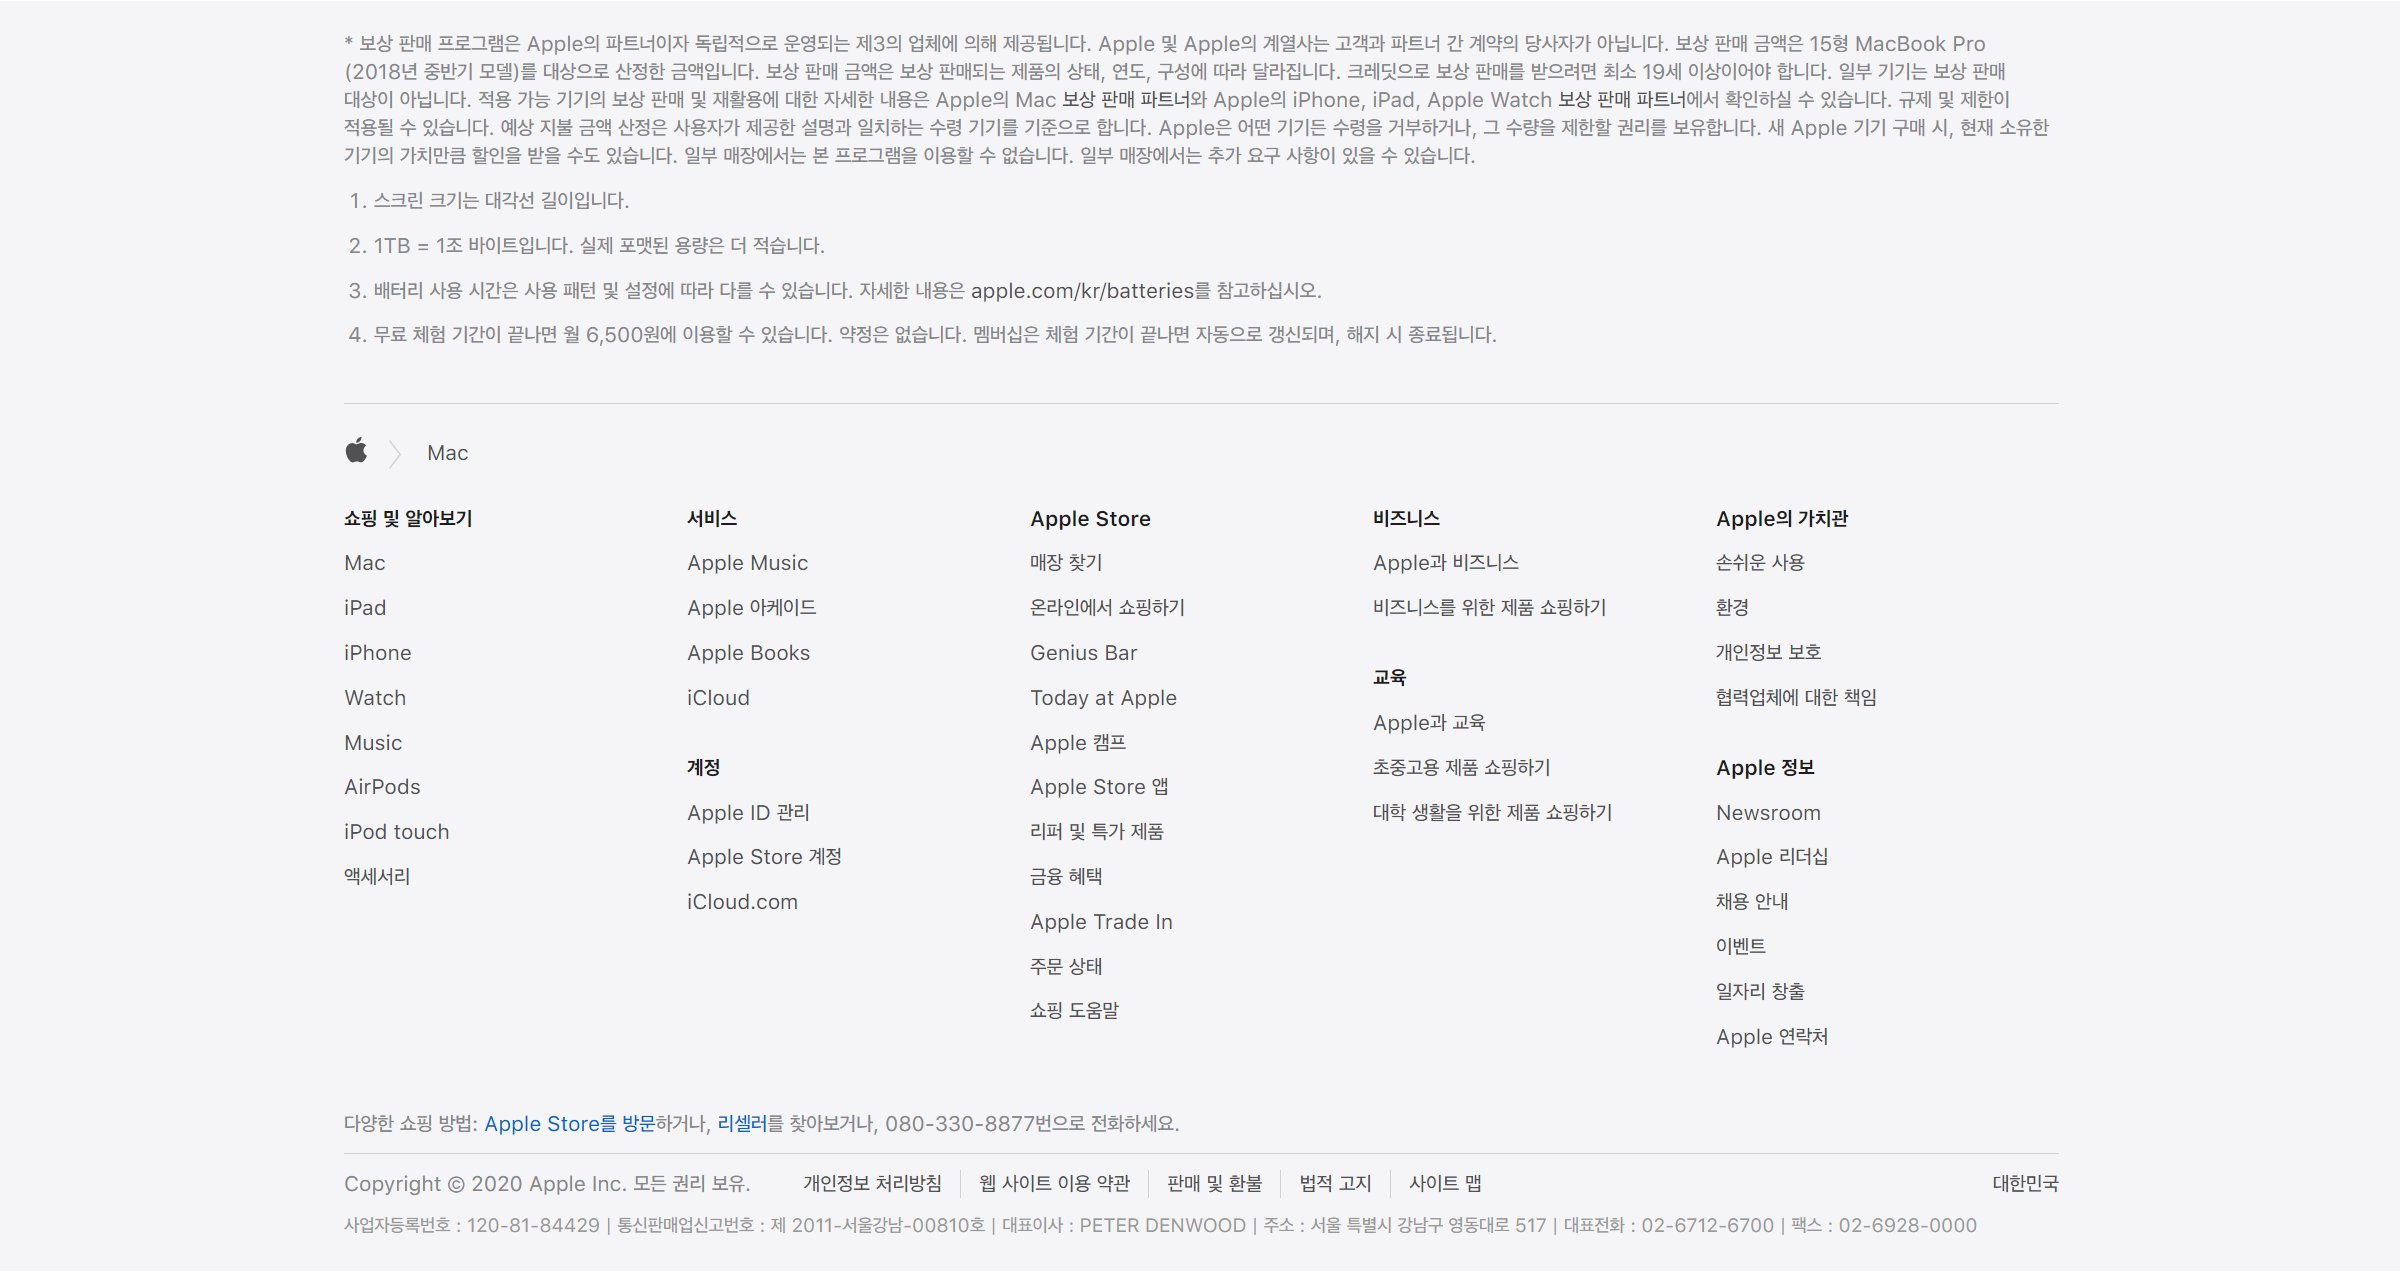 * 보상 판매 프로그램은 Apple의 파트너이자 독립적으로 운영되는 제3의 업체에 의해 제공됩니다. Apple 및 Apple의 계열사는 고객과 파트너 간 계약의 당사자가 아닙니다. 보상 판매 금액은 15형 MacBook Pro
(2018년 중반기 모델)를 대상으로 산정한 금액입니다. 보상 판매 금액은 보상 판매되는 제품의 상태, 연도, 구성에 따라 달라집니다. 크레딧으로 보상 판매를 받으려면 최소 19세 이상이어야 합니다. 일부 기기는 보상 판매
대상이 아닙니다. 적용 가능 기기의 보상 판매 및 재활용에 대한 자세한 내용은 Apple의 Mac 보상 판매 파트너와 Apple의 iPhone, iPad, Apple Watch 보상 판매 파트너에서 확인하실 수 있습니다. 규제 및 제한이
적용될 수 있습니다. 예상 지불 금액 산정은 사용자가 제공한 설명과 일치하는 수령 기기를 기준으로 합니다. Apple은 어떤 기기든 수령을 거부하거나, 그 수량을 제한할 권리를 보유합니다. 새 Apple 기기 구매 시, 현재 소유한
기기의 가치만큼 할인을 받을 수도 있습니다. 일부 매장에서는 본 프로그램을 이용할 수 없습니다. 일부 매장에서는 추가 요구 사항이 있을 수 있습니다.
1. 스크린 크기는 대각선 길이입니다.
2. 1TB = 1조 바이트입니다. 실제 포맷된 용량은 더 적습니다.
3. 배터리 사용 시간은 사용 패턴 및 설정에 따라 다를 수 있습니다. 자세한 내용은 apple.com/kr/batteries를 참고하십시오.
4. 무료 체험 기간이 끝나면 월 6,500원에 이용할 수 있습니다. 약정은 없습니다. 멤버십은 체험 기간이 끝나면 자동으로 갱신되며, 해지 시 종료됩니다.
Mac
쇼핑 및 알아보기
Mac
iPad
iPhone
Watch
Music
AirPods
iPod touch
액세서리
서비스
Apple Music
Apple 아케이드
Apple Books
iCloud
계정
Apple ID 관리
Apple Store 계정
iCloud.com
Apple Store
매장 찾기
온라인에서 쇼핑하기
Genius Bar
Today at Apple
Apple 캠프
Apple Store 앱
리퍼 및 특가 제품
금융 혜택
Apple Trade In
주문 상태
쇼핑 도움말
비즈니스
Apple과 비즈니스
비즈니스를 위한 제품 쇼핑하기
교육
Apple과 교육
초중고용 제품 쇼핑하기
대학 생활을 위한 제품 쇼핑하기
Apple의 가치관
손쉬운 사용
환경
개인정보 보호
협력업체에 대한 책임
Apple 정보
Newsroom
Apple 리더십
채용 안내
이벤트
일자리 창출
Apple 연락처
다양한 쇼핑 방법: Apple Store를 방문하거나, 리셀러를 찾아보거나, 080-330-8877번으로 전화하세요.
Copyright © 2020 Apple Inc. 모든 권리 보유. 개인정보 처리방침 | 웹 사이트 이용 약관 | 판매 및 환불 | 법적 고지 | 사이트 맵 대한민국
사업자등록번호 : 120-81-84429 | 통신판매업신고번호 : 제 2011-서울강남-00810호 | 대표이사 : PETER DENWOOD | 주소 : 서울 특별시 강남구 영동대로 517 | 대표전화 : 02-6712-6700 | 팩스 : 02-6928-0000